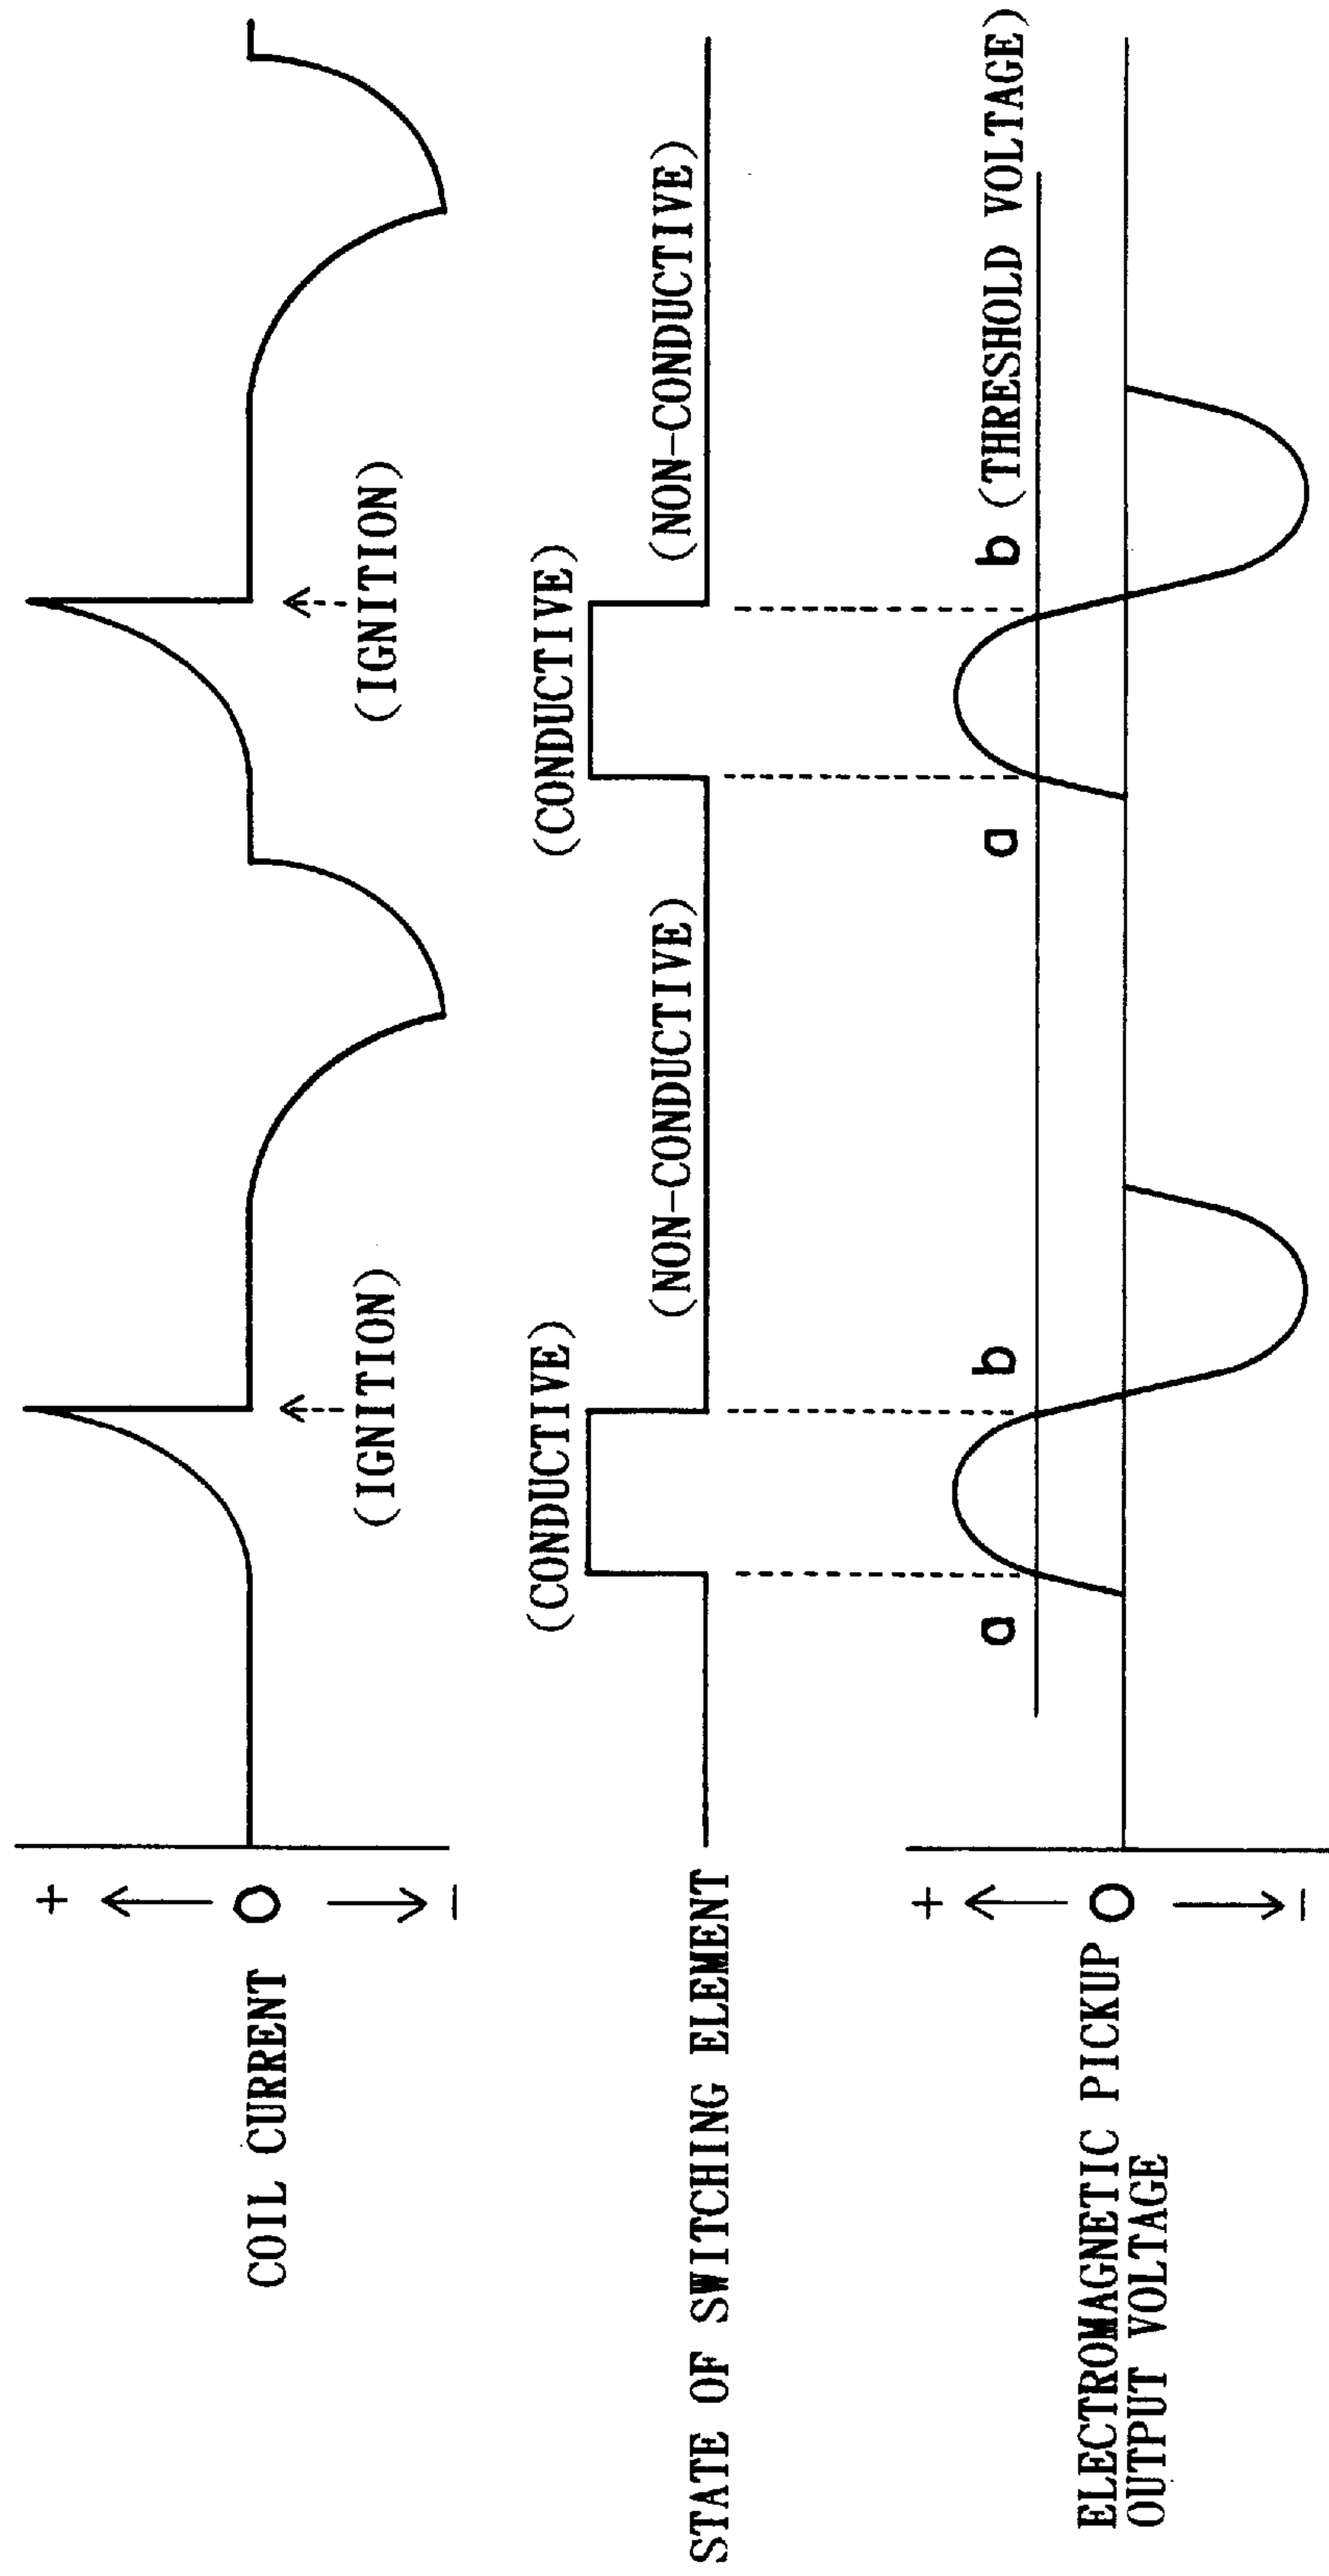 COIL CURRENT
+
O
−
(IGNITION)
(IGNITION)
STATE OF SWITCHING ELEMENT
(CONDUCTIVE)
(NON-CONDUCTIVE)
(CONDUCTIVE)
(NON-CONDUCTIVE)
ELECTROMAGNETIC PICKUP
OUTPUT VOLTAGE
+
O
−
a
b
a
b (THRESHOLD VOLTAGE)